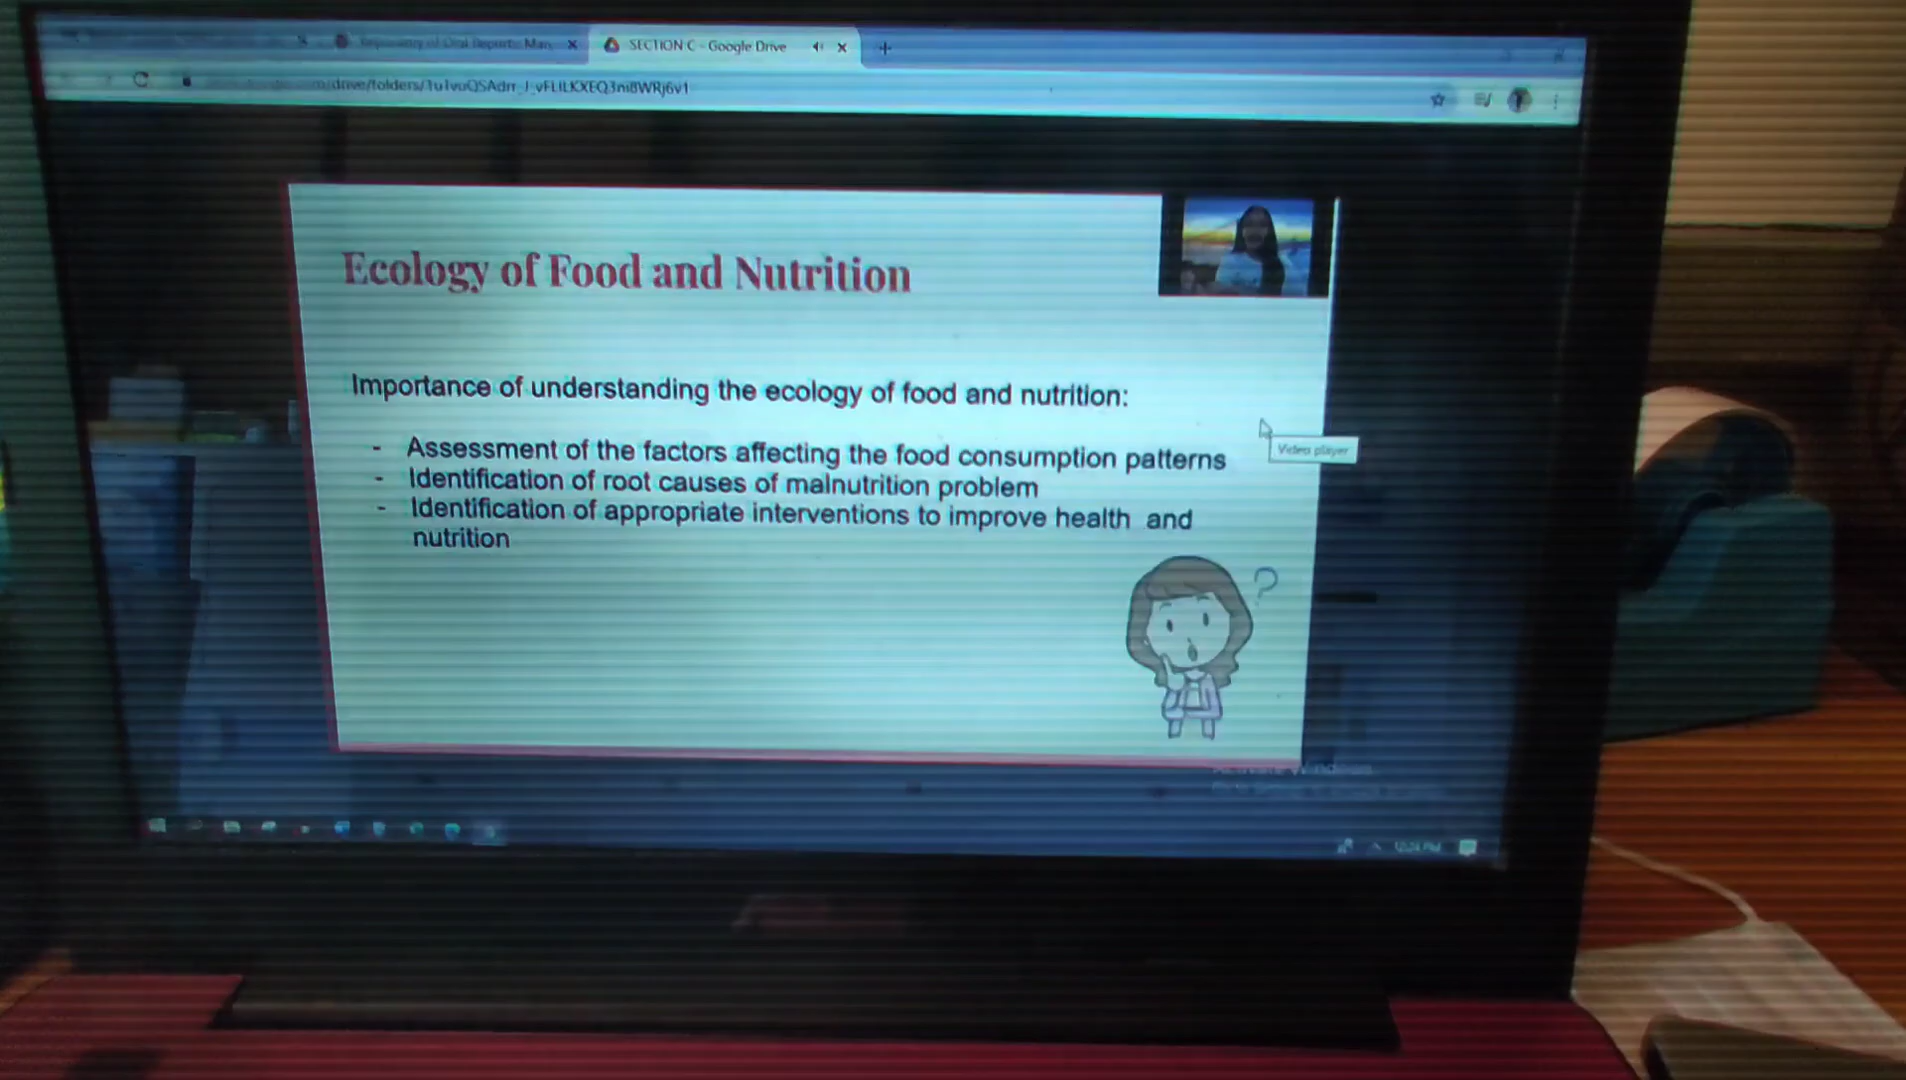 SECTION C - Google Drive
Ecology of Food and Nutrition
Importance of understanding the ecology of food and nutrition:
- Assessment of the factors affecting the food consumption patterns
- Identification of root causes of malnutrition problem
- Identification of appropriate interventions to improve health and
nutrition
?
Video player
Activate Windows